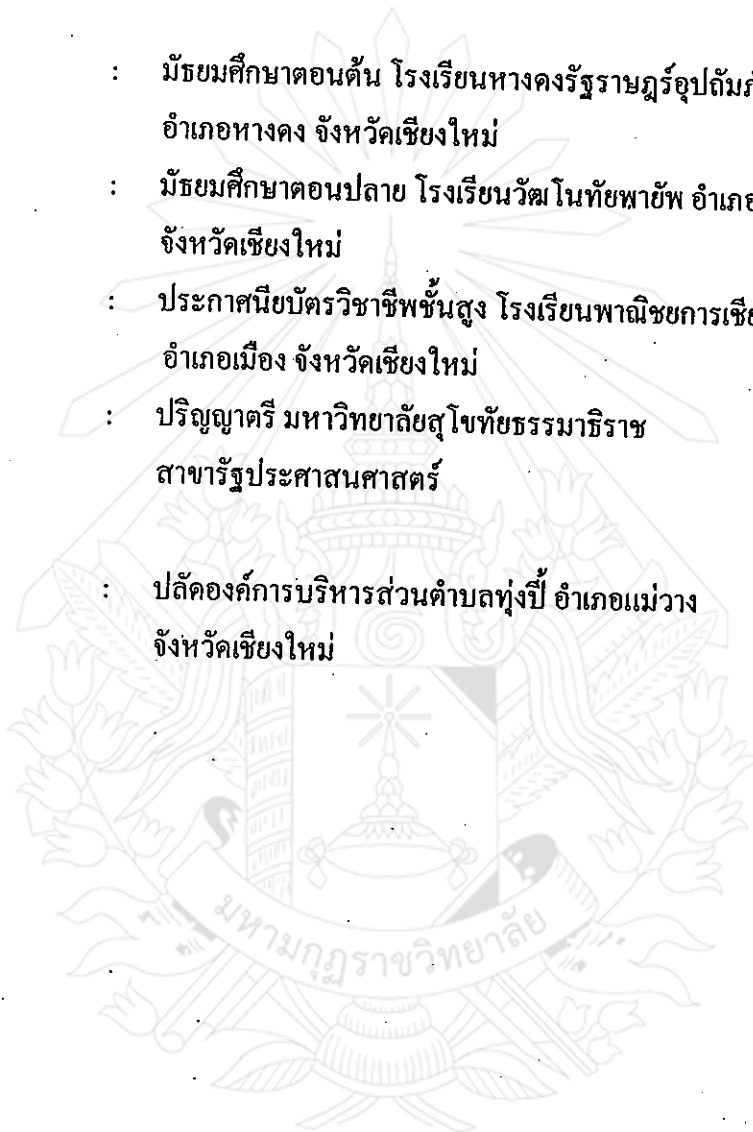 : มัธยมศึกษาตอนต้น โรงเรียนหางดงรัฐราษฎร์อุปถัมภ์
อำเภอหางดง จังหวัดเชียงใหม่
: มัธยมศึกษาตอนปลาย โรงเรียนวัฒโนทัยพายัพ อำเภอ
จังหวัดเชียงใหม่
: ประกาศนียบัตรวิชาชีพชั้นสูง โรงเรียนพาณิชยการเชีย
อำเภอเมือง จังหวัดเชียงใหม่
: ปริญญาตรี มหาวิทยาลัยสุโขทัยธรรมาธิราช
สาขารัฐประศาสนศาสตร์
: ปลัดองค์การบริหารส่วนตำบลทุ่งปี้ อำเภอแม่วาง
จังหวัดเชียงใหม่
มหามกุฏราชวิทยาลัย